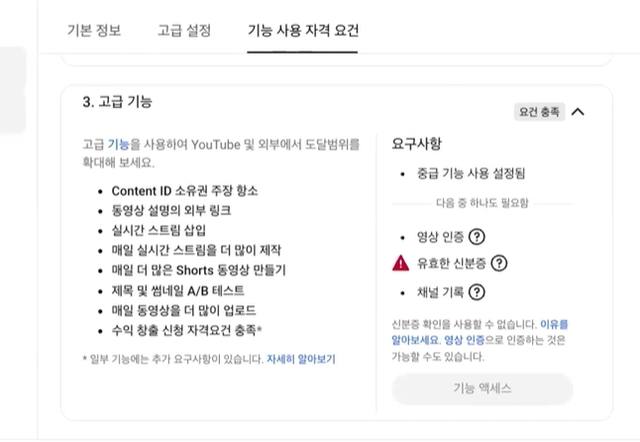 기본 정보 고급 설정 기능 사용 자격 요건
3. 고급 기능
요건 충족
고급 기능을 사용하여 YouTube 및 외부에서 도달범위를
확대해 보세요.
• Content ID 소유권 주장 항소
• 동영상 설명의 외부 링크
• 실시간 스트림 삽입
• 매일 실시간 스트림을 더 많이 제작
• 매일 더 많은 Shorts 동영상 만들기
• 제목 및 썸네일 A/B 테스트
• 매일 동영상을 더 많이 업로드
• 수익 창출 신청 자격요건 충족*
* 일부 기능에는 추가 요구사항이 있습니다. 자세히 알아보기
요구사항
• 중급 기능 사용 설정됨
다음 중 하나도 필요함
• 영상 인증 ?
! 유효한 신분증 ?
• 채널 기록 ?
신분증 확인을 사용할 수 없습니다. 이유를
알아보세요. 영상 인증으로 인증하는 것은
가능할 수도 있습니다.
기능 액세스